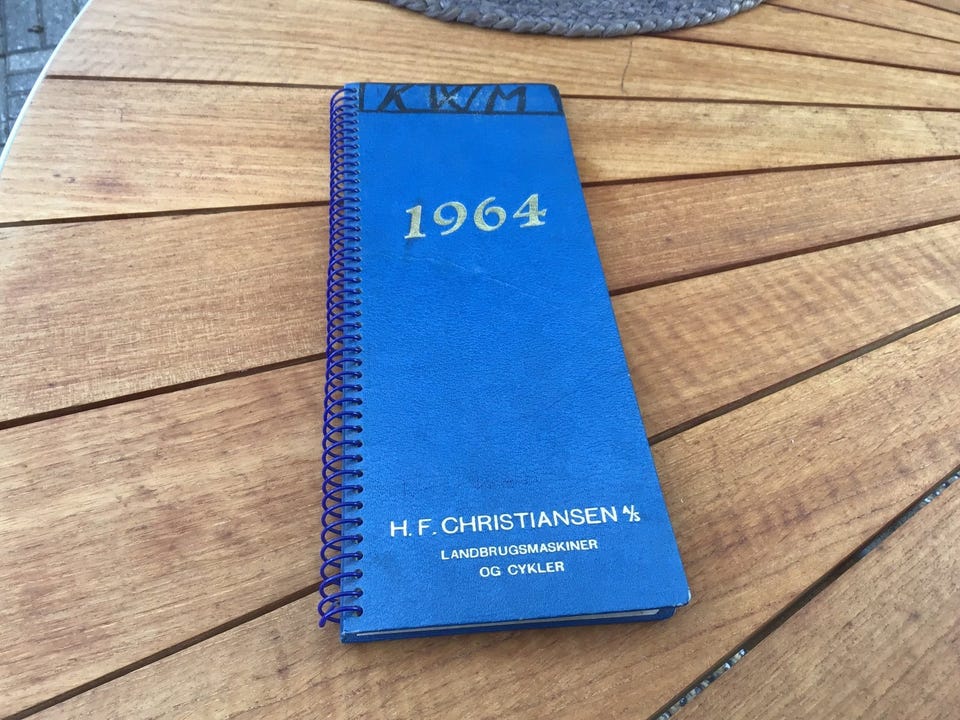 KWM
1964
H. F. CHRISTIANSEN A/S
LANDBRUGSMASKINER
OG CYKLER